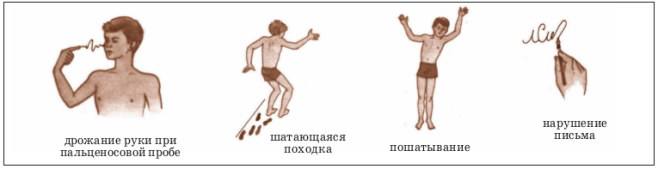 дрожание руки при
пальценосовой пробе
шатающаяся
походка
пошатывание
нарушение
письма